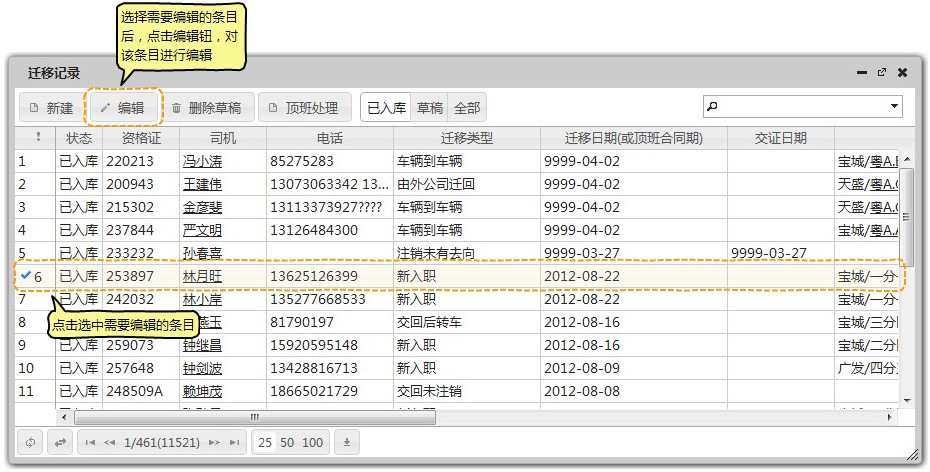 选择需要编辑的条目
后，点击编辑钮，对
该条目进行编辑
迁移记录
新建 编辑 删除草稿 顶班处理 已入库 草稿 全部
! 状态 资格证 司机 电话 迁移类型 迁移日期(或顶班合同期) 交证日期
1 已入库 220213 冯小涛 85275283 车辆到车辆 9999-04-02 宝城/粤A.
2 已入库 200943 王建伟 13073063342 13... 由外公司迁回 9999-04-02 天盛/粤A.
3 已入库 215302 金彦斐 13113373927???? 车辆到车辆 9999-04-02 天盛/粤A.
4 已入库 237844 严文明 13126484300 车辆到车辆 9999-04-02 宝城/粤A.
5 已入库 233232 孙春喜 注销未有去向 9999-03-27 9999-03-27
6 已入库 253897 林月旺 13625126399 新入职 2012-08-22 宝城/一分
7 已入库 242032 林小岸 135277668533 新入职 2012-08-22 宝城/一分
点击选中需要编辑的条目
8 已入库 燕玉 81790197 交回后转车 2012-08-16 宝城/三分
9 已入库 259073 钟继昌 15920595148 新入职 2012-08-16 宝城/二分
10 已入库 257648 钟剑波 13428816713 新入职 2012-08-09 广发/四分
11 已入库 248509A 赖坤茂 18665021729 交回未注销 2012-08-08
1/461(11521) 25 50 100